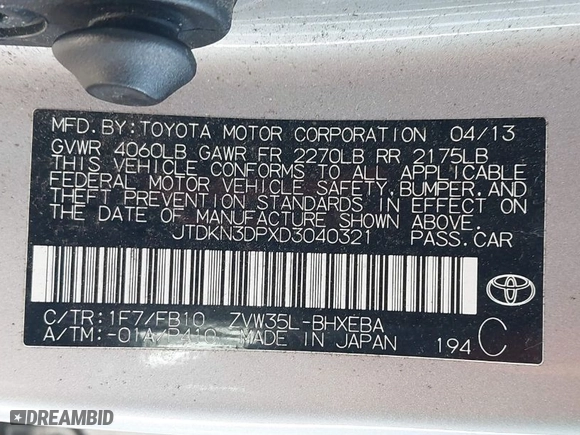 MFD. BY: TOYOTA MOTOR CORPORATION 04/13
GVWR 4060LB GAWR FR 2270LB RR 2175LB
THIS VEHICLE CONFORMS TO ALL APPLICABLE
FEDERAL MOTOR VEHICLE SAFETY, BUMPER, AND
THEFT PREVENTION STANDARDS IN EFFECT ON
THE DATE OF MANUFACTURE SHOWN ABOVE.
JTDKN3DPXD3040321 PASS.CAR
C/TR: 1F7/FB10 ZVW35L-BHXEBA
A/TM: -01A/P410 MADE IN JAPAN 194 C
DREAMBID